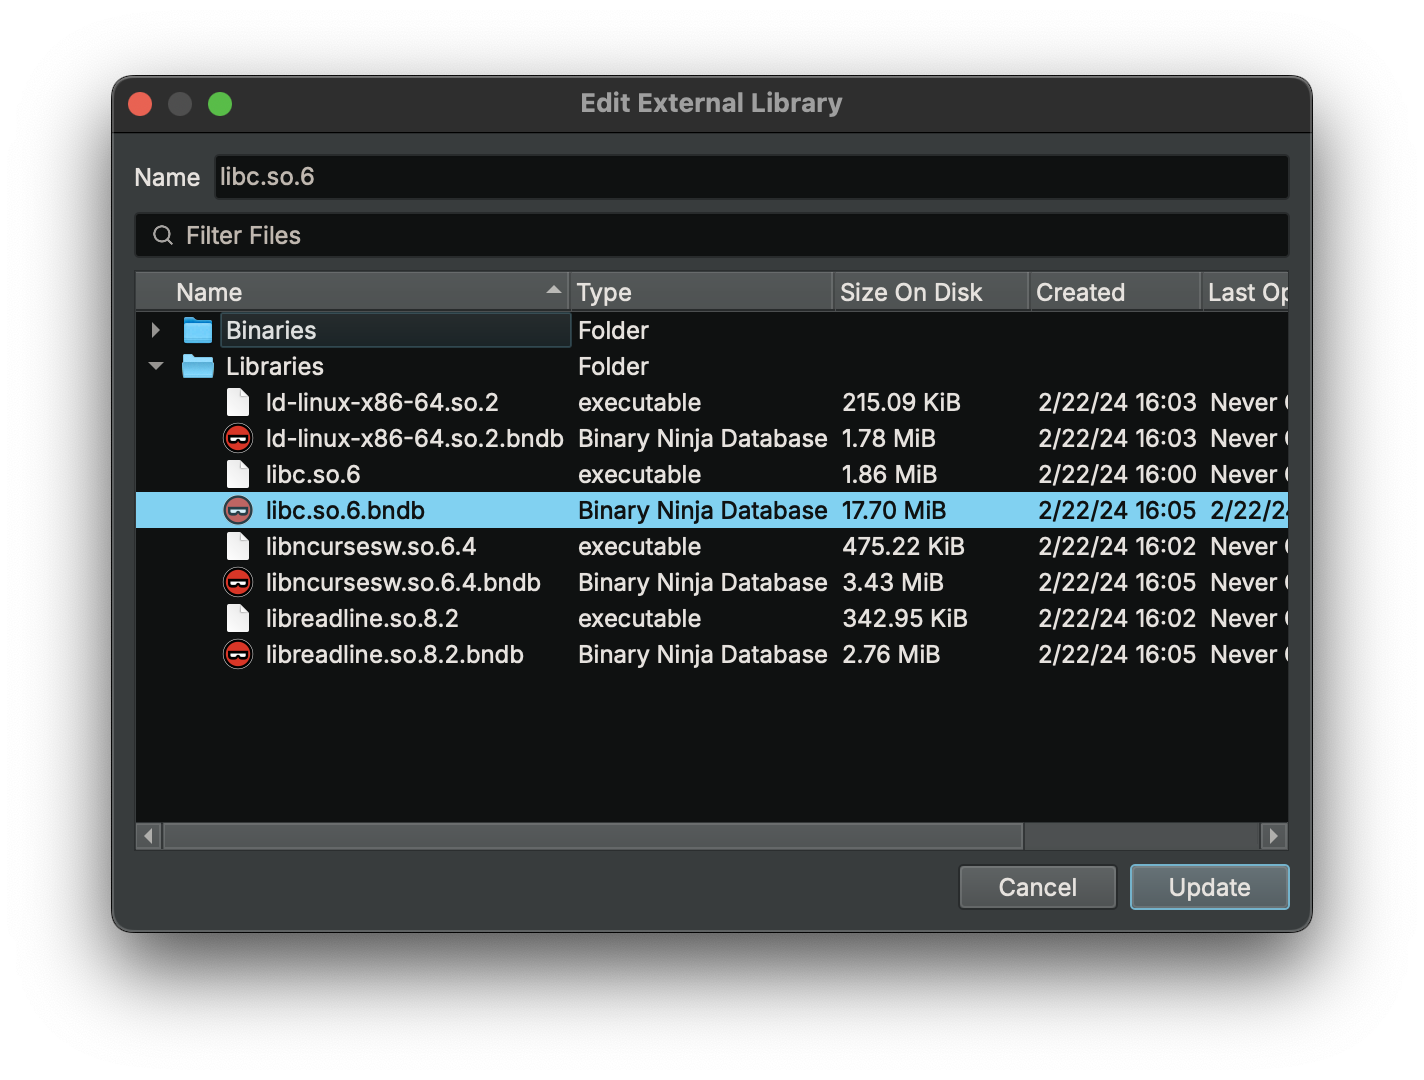 Edit External Library
Name libc.so.6
Filter Files
Name Type Size On Disk Created Last Op
Binaries Folder
Libraries Folder
ld-linux-x86-64.so.2 executable 215.09 KiB 2/22/24 16:03 Never
ld-linux-x86-64.so.2.bndb Binary Ninja Database 1.78 MiB 2/22/24 16:03 Never
libc.so.6 executable 1.86 MiB 2/22/24 16:00 Never
libc.so.6.bndb Binary Ninja Database 17.70 MiB 2/22/24 16:05 2/22/2
libncursesw.so.6.4 executable 475.22 KiB 2/22/24 16:02 Never
libncursesw.so.6.4.bndb Binary Ninja Database 3.43 MiB 2/22/24 16:05 Never
libreadline.so.8.2 executable 342.95 KiB 2/22/24 16:02 Never
libreadline.so.8.2.bndb Binary Ninja Database 2.76 MiB 2/22/24 16:05 Never
Cancel Update